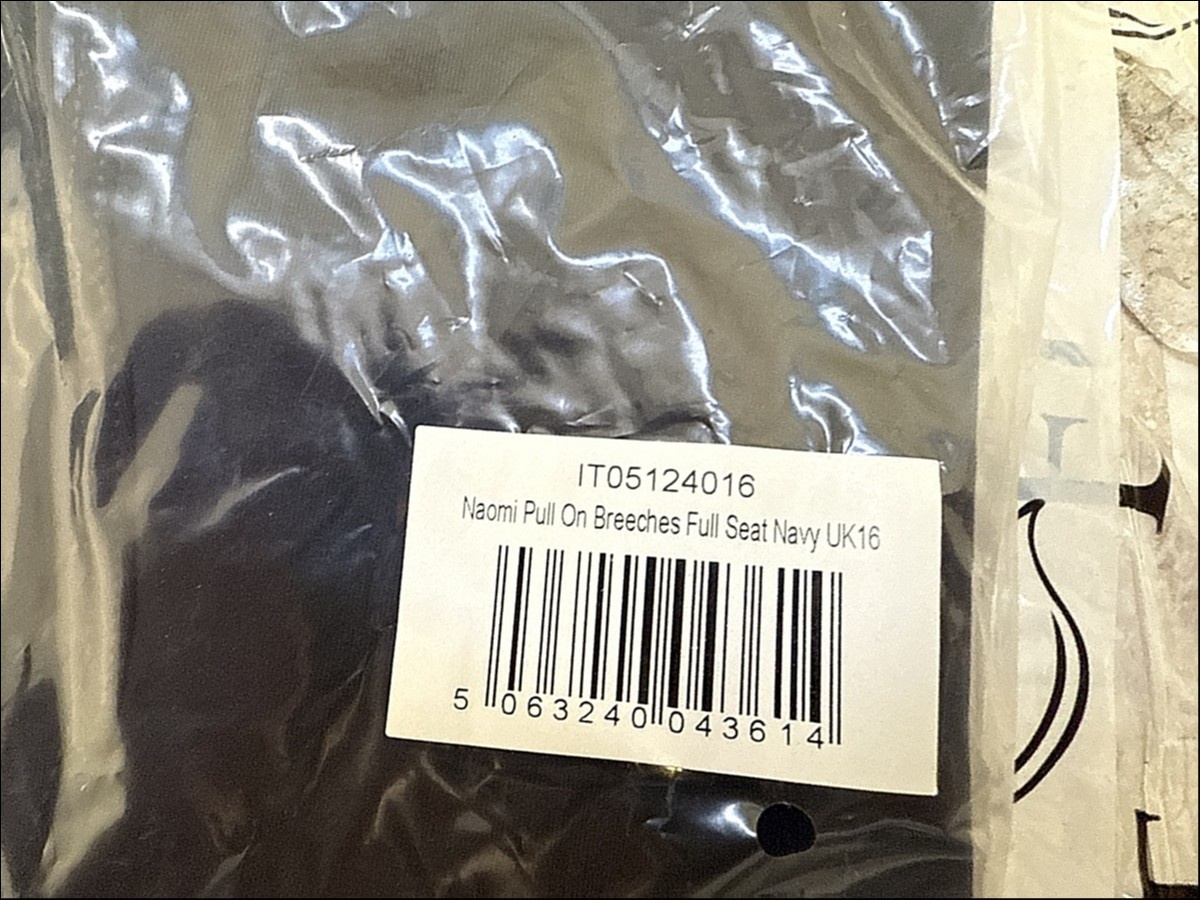 IT05124016
Naomi Pull On Breeches Full Seat Navy UK16
5 063240 043614